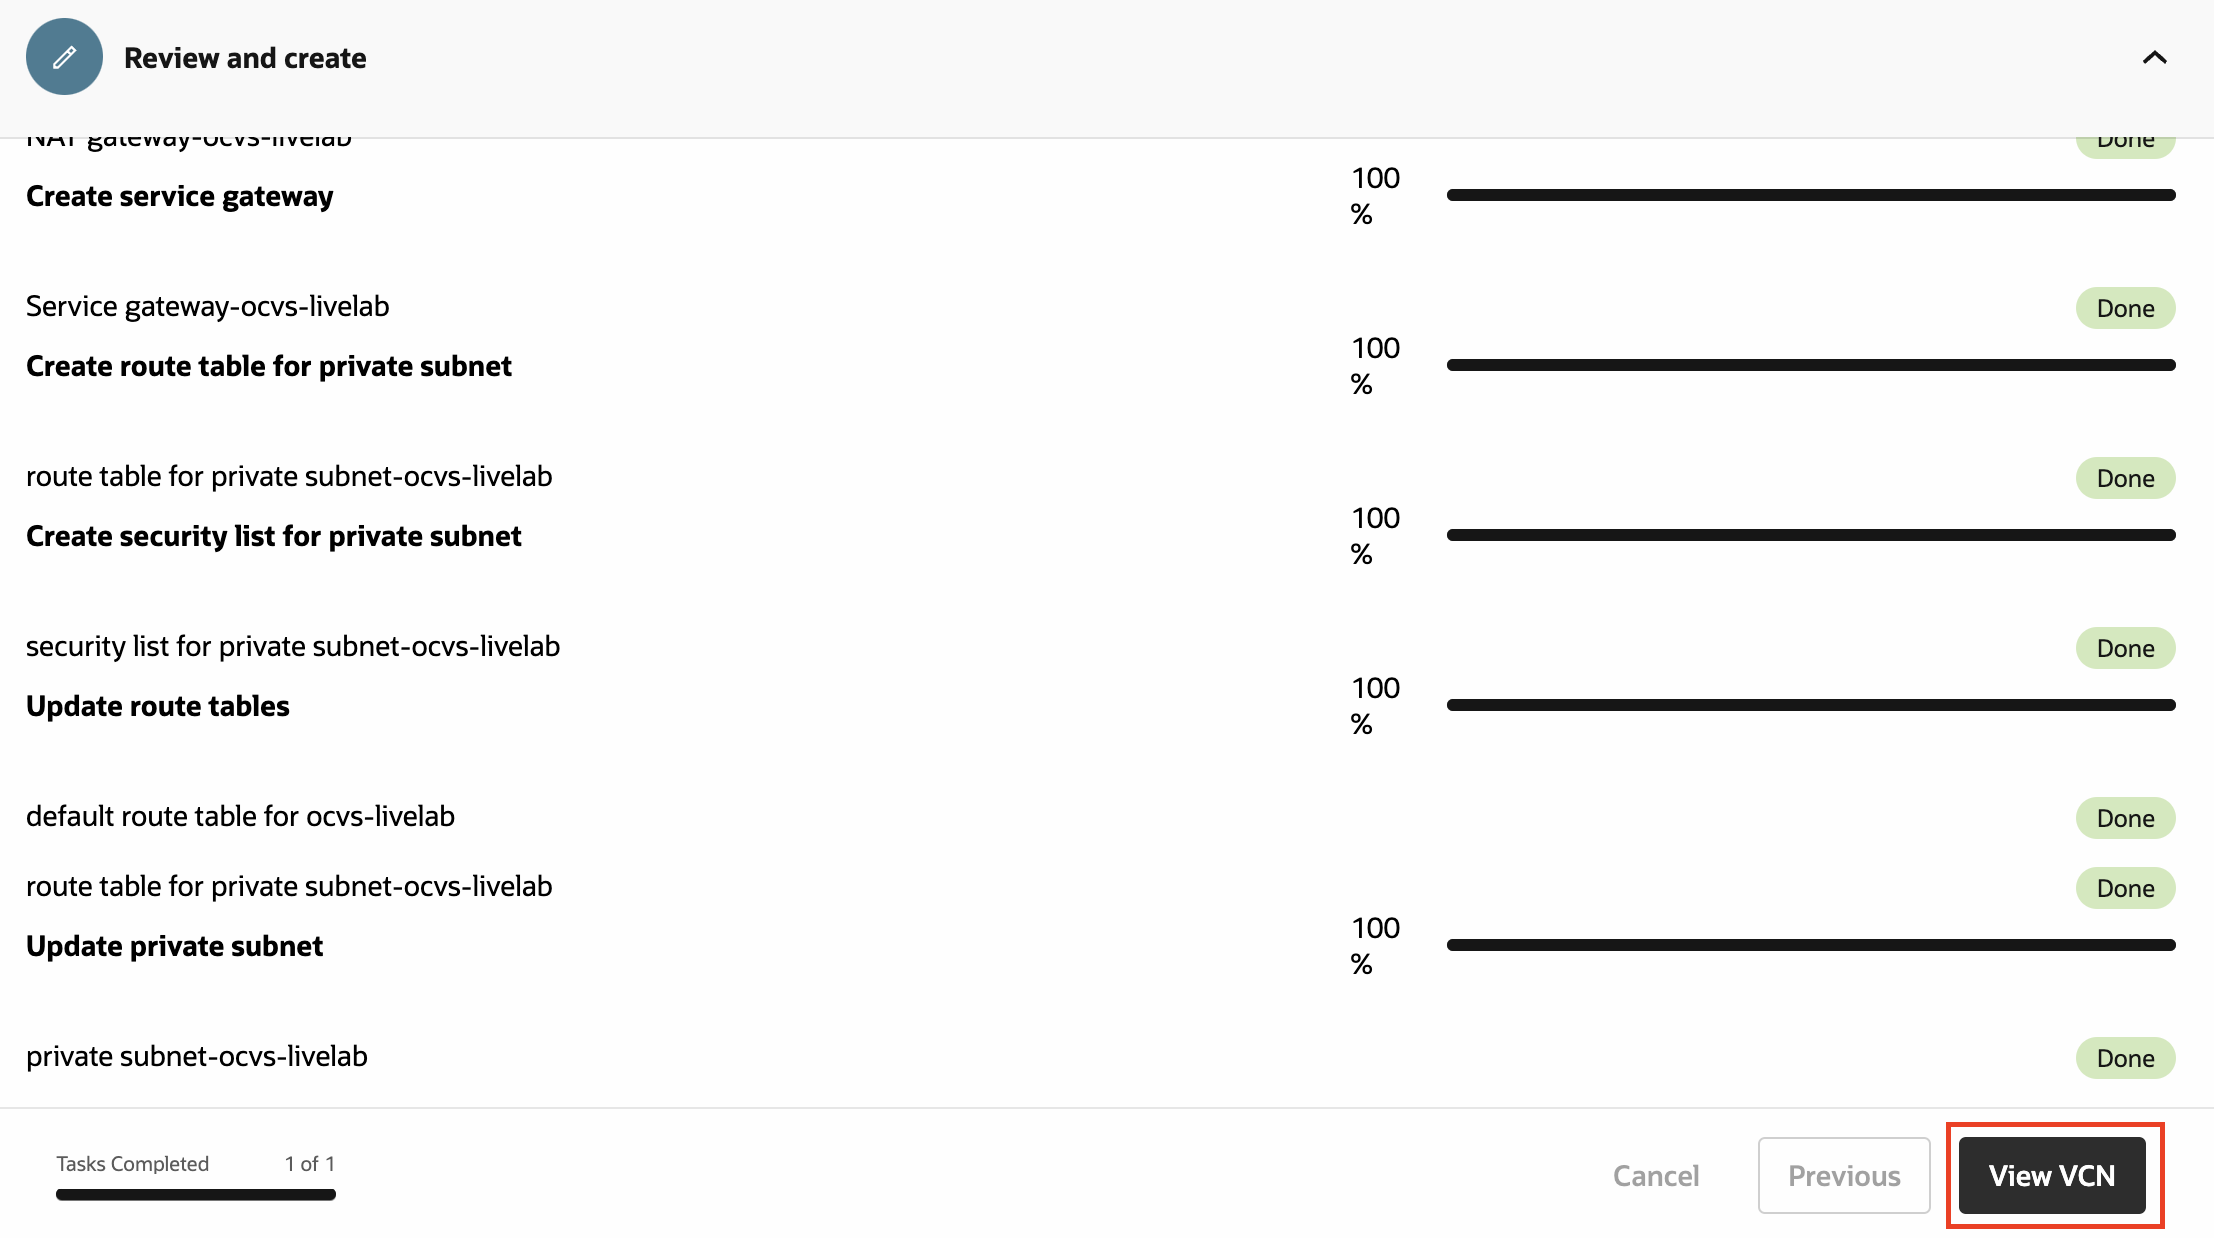 Review and create
NAT gateway-ocvs-livelab
Done
Create service gateway
100
%
Service gateway-ocvs-livelab
Done
Create route table for private subnet
100
%
route table for private subnet-ocvs-livelab
Done
Create security list for private subnet
100
%
security list for private subnet-ocvs-livelab
Done
Update route tables
100
%
default route table for ocvs-livelab
Done
route table for private subnet-ocvs-livelab
Done
Update private subnet
100
%
private subnet-ocvs-livelab
Done
Tasks Completed
1 of 1
Cancel
Previous
View VCN